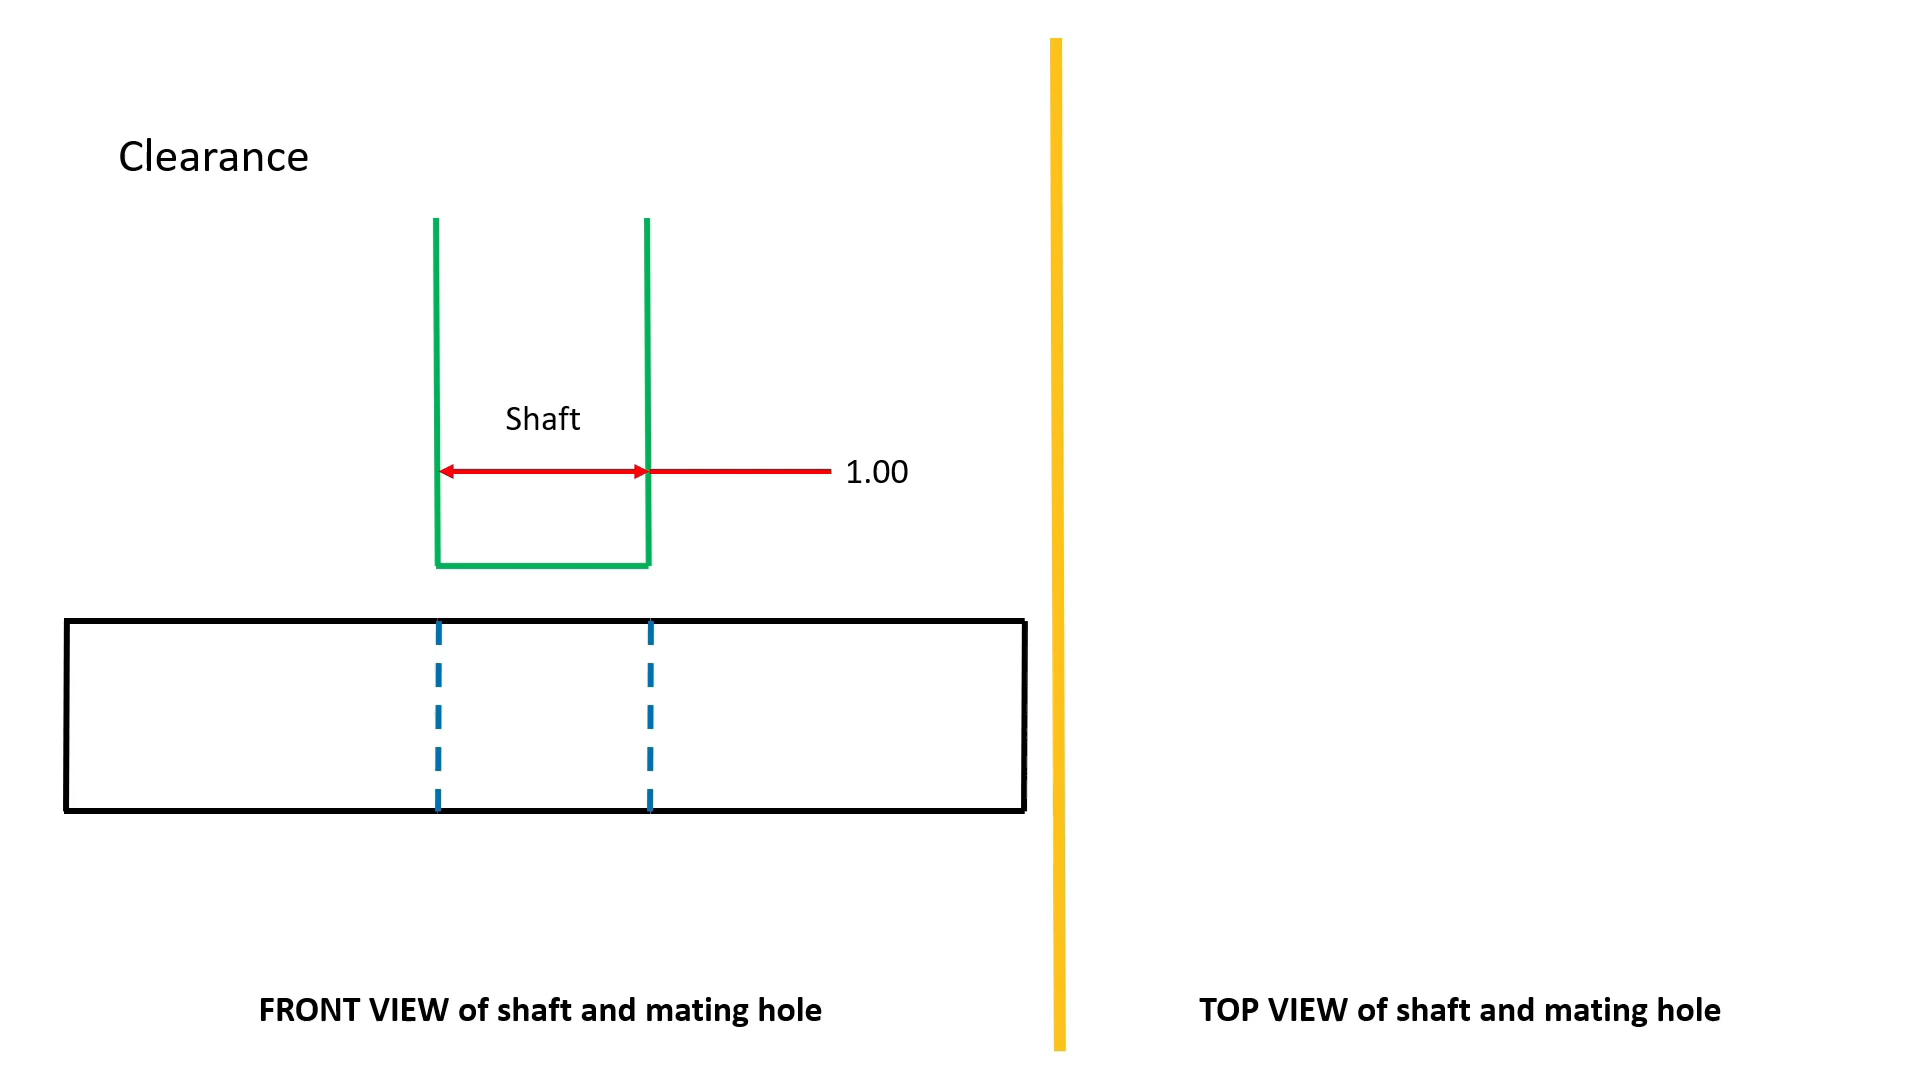 Clearance
Shaft
1.00
FRONT VIEW of shaft and mating hole
TOP VIEW of shaft and mating hole